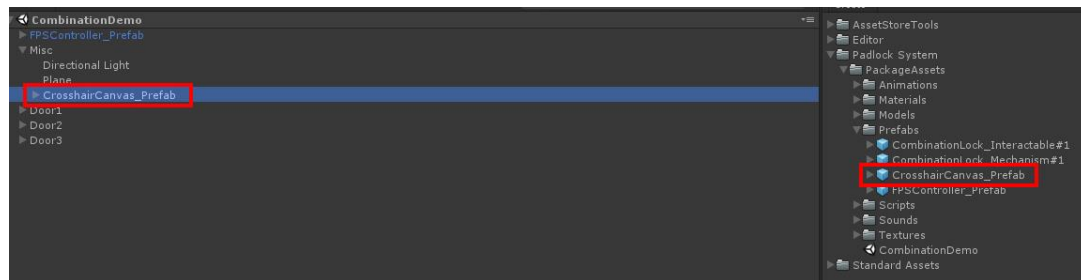 CombinationDemo
FPSController_Prefab
Misc
Directional Light
Plane
CrosshairCanvas_Prefab
Door1
Door2
Door3
AssetStoreTools
Editor
Padlock System
PackageAssets
Animations
Materials
Models
Prefabs
CombinationLock_Interactable#1
CombinationLock_Mechanism#1
CrosshairCanvas_Prefab
FPSController_Prefab
Scripts
Sounds
Textures
CombinationDemo
Standard Assets